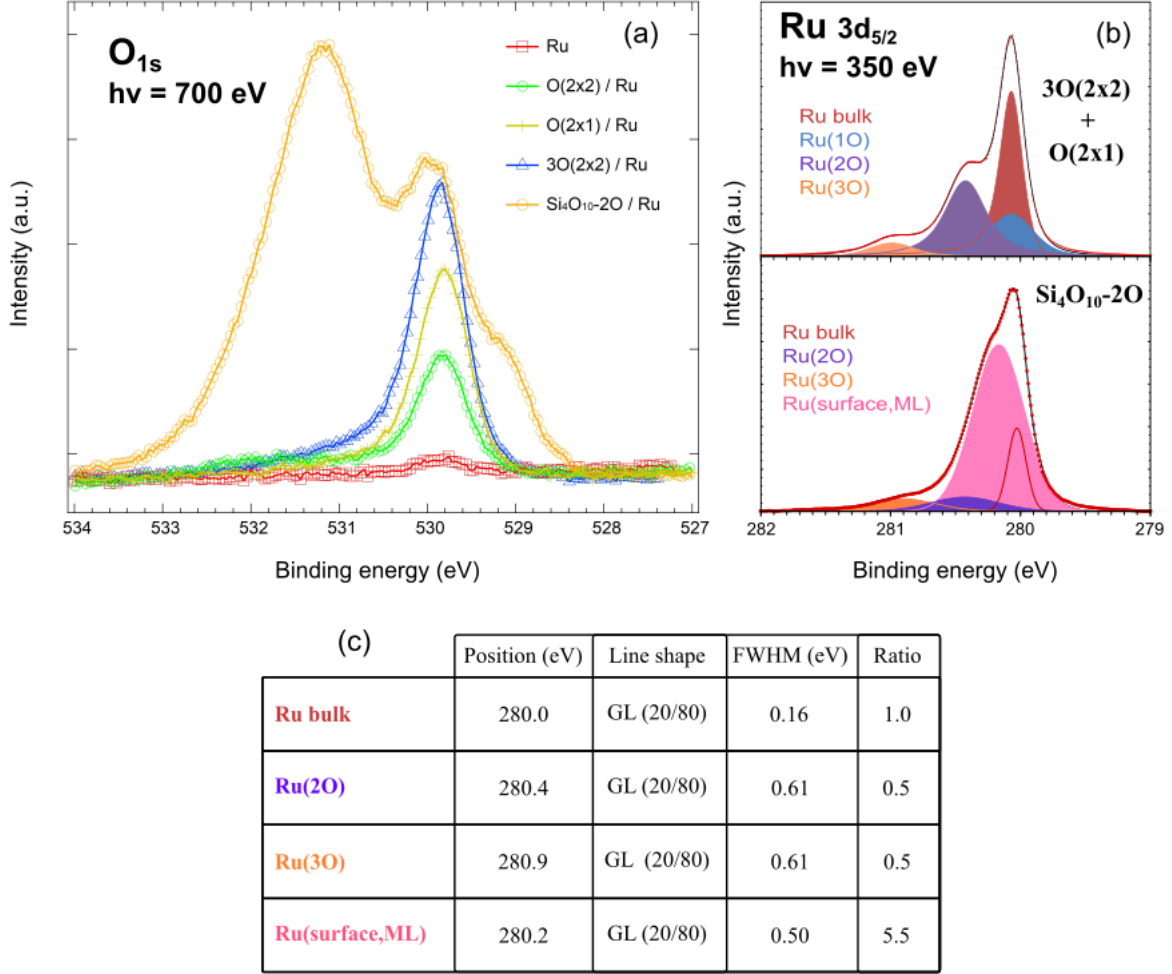 O1s
hν = 700 eV
(a)
Ru
O(2x2) / Ru
O(2x1) / Ru
3O(2x2) / Ru
Si₄O₁₀-2O / Ru
Intensity (a.u.)
534 533 532 531 530 529 528 527
Binding energy (eV)
Ru 3d5/2
hν = 350 eV
(b)
3O(2x2)
+
O(2x1)
Ru bulk
Ru(1O)
Ru(2O)
Ru(3O)
Intensity (a.u.)
Si₄O₁₀-2O
Ru bulk
Ru(2O)
Ru(3O)
Ru(surface,ML)
282 281 280 279
Binding energy (eV)
(c)
Position (eV) Line shape FWHM (eV) Ratio
Ru bulk 280.0 GL (20/80) 0.16 1.0
Ru(2O) 280.4 GL (20/80) 0.61 0.5
Ru(3O) 280.9 GL (20/80) 0.61 0.5
Ru(surface,ML) 280.2 GL (20/80) 0.50 5.5